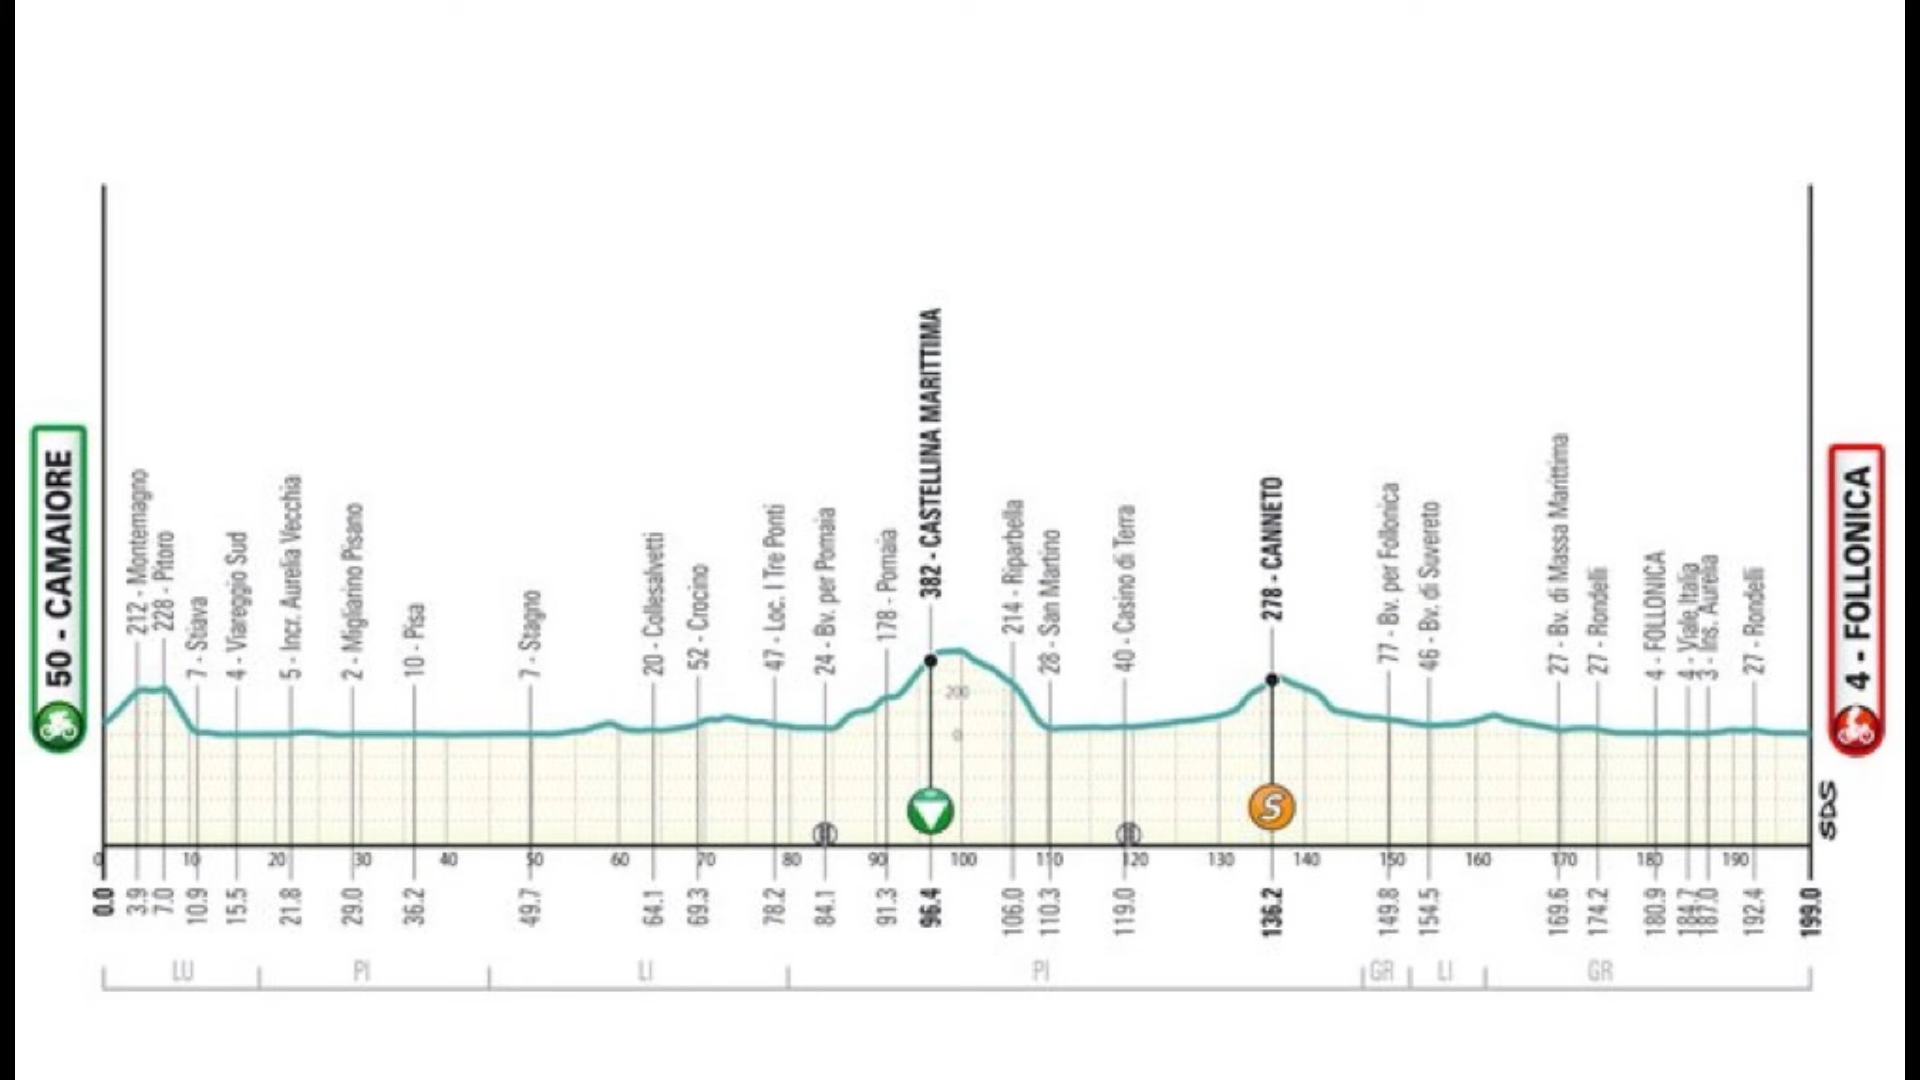 50 - CAMAIORE
212 - Montemagno
228 - Pitoro
7 - Stiava
4 - Viareggio Sud
5 - Incr. Aurelia Vecchia
2 - Migliarino Pisano
10 - Pisa
7 - Stagno
20 - Collesalvetti
52 - Crocino
47 - Loc. I Tre Ponti
24 - Bv. per Pomaia
178 - Pomaia
382 - CASTELLINA MARITTIMA
214 - Riparbella
28 - San Martino
40 - Casino di Terra
278 - CANNETO
77 - Bv. per Follonica
46 - Bv. di Suvereto
27 - Bv. di Massa Marittima
27 - Rondelli
4 - FOLLONICA
4 - Viale Italia
3 - Ins. Aurelia
27 - Rondelli
4 - FOLLONICA
200
0
S
SDS
0 10 20 30 40 50 60 70 80 90 100 110 120 130 140 150 160 170 180 190
0.0 3.9 7.0 10.9 15.5 21.8 29.0 36.2 49.7 64.1 69.3 78.2 84.1 91.3 96.4 106.0 110.3 119.0 136.2 149.8 154.5 169.6 174.2 180.9 184.7 187.0 192.4 199.0
LU PI LI PI GR LI GR